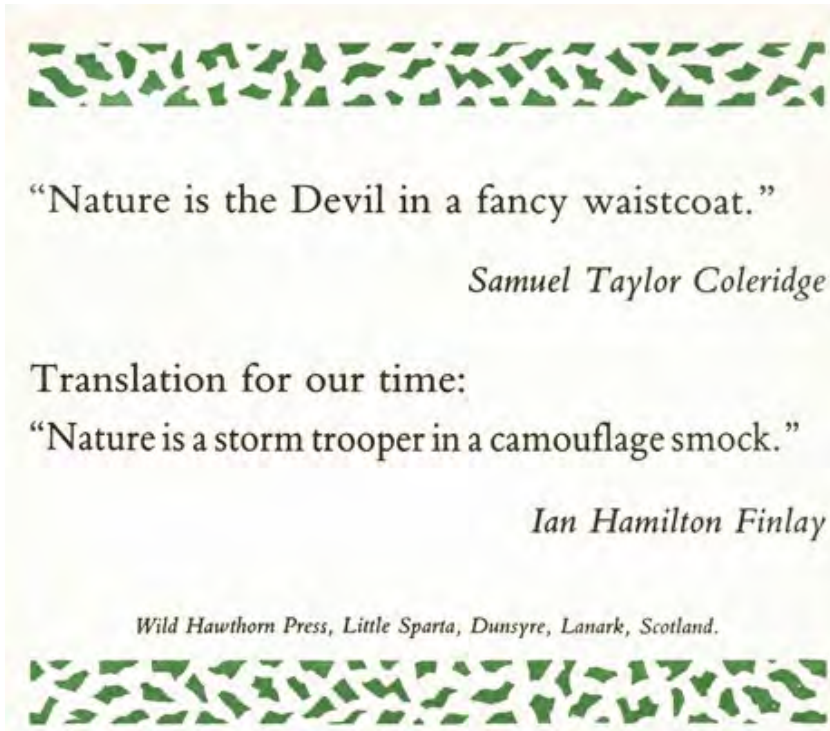 “Nature is the Devil in a fancy waistcoat.”
Samuel Taylor Coleridge
Translation for our time:
“Nature is a storm trooper in a camouflage smock.”
Ian Hamilton Finlay
Wild Hawthorn Press, Little Sparta, Dunsyre, Lanark, Scotland.